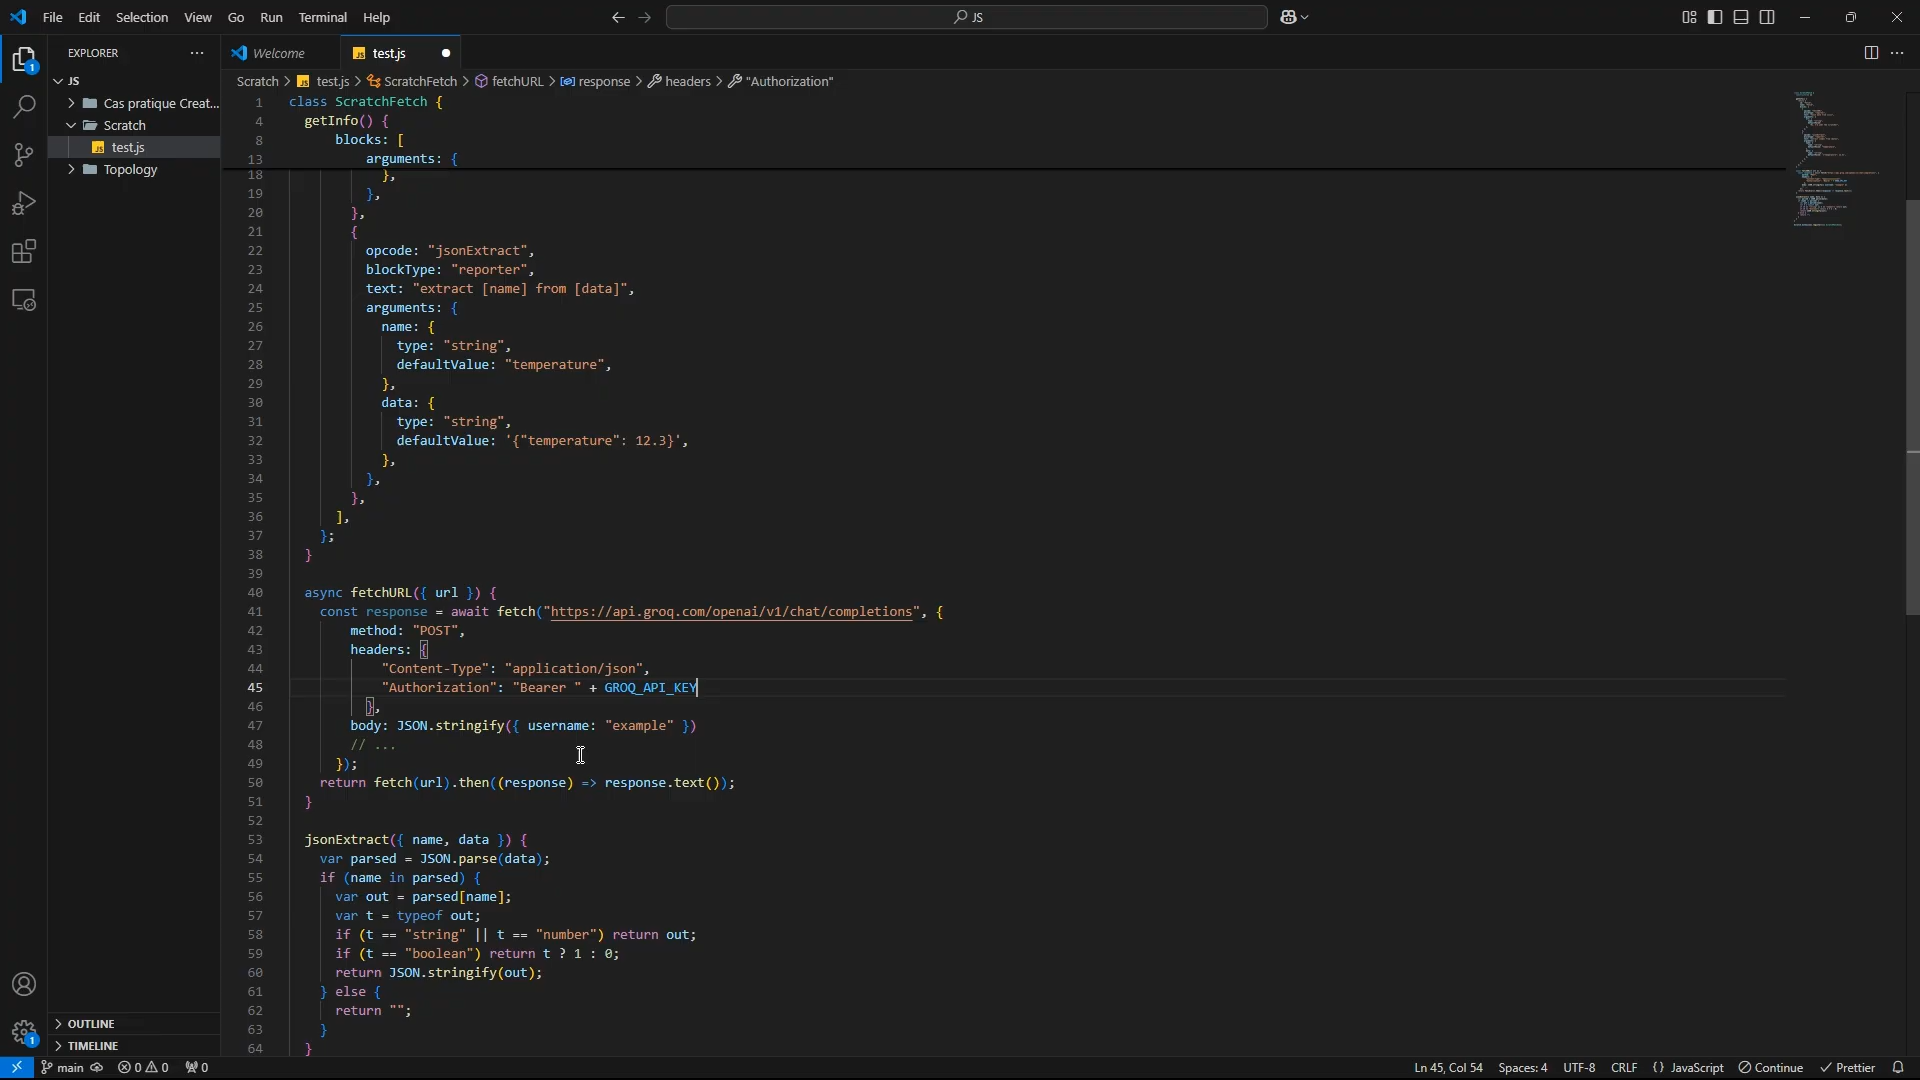 File Edit Selection View Go Run Terminal Help
JS
EXPLORER
Welcome
JS test.js
JS
Cas pratique Creat...
Scratch
JS test.js
Topology
Scratch > JS test.js > ScratchFetch > fetchURL > response > headers > "Authorization"
1 class ScratchFetch {
4 getInfo() {
8 blocks: [
13 arguments: {
18 },
19 },
20 },
21 {
22 opcode: "jsonExtract",
23 blockType: "reporter",
24 text: "extract [name] from [data]",
25 arguments: {
26 name: {
27 type: "string",
28 defaultValue: "temperature",
29 },
30 data: {
31 type: "string",
32 defaultValue: '{"temperature": 12.3}',
33 },
34 },
35 },
36 ],
37 };
38 }
39
40 async fetchURL({ url }) {
41 const response = await fetch("https://api.groq.com/openai/v1/chat/completions", {
42 method: "POST",
43 headers: {
44 "Content-Type": "application/json",
45 "Authorization": "Bearer " + GROQ_API_KEY
46 },
47 body: JSON.stringify({ username: "example" })
48 // ...
49 });
50 return fetch(url).then((response) => response.text());
51 }
52
53 jsonExtract({ name, data }) {
54 var parsed = JSON.parse(data);
55 if (name in parsed) {
56 var out = parsed[name];
57 var t = typeof out;
58 if (t == "string" || t == "number") return out;
59 if (t == "boolean") return t ? 1 : 0;
60 return JSON.stringify(out);
61 } else {
62 return "";
63 }
64 }
OUTLINE
TIMELINE
1
1
main 0 0 0
Ln 45, Col 54 Spaces: 4 UTF-8 CRLF {} JavaScript Continue Prettier